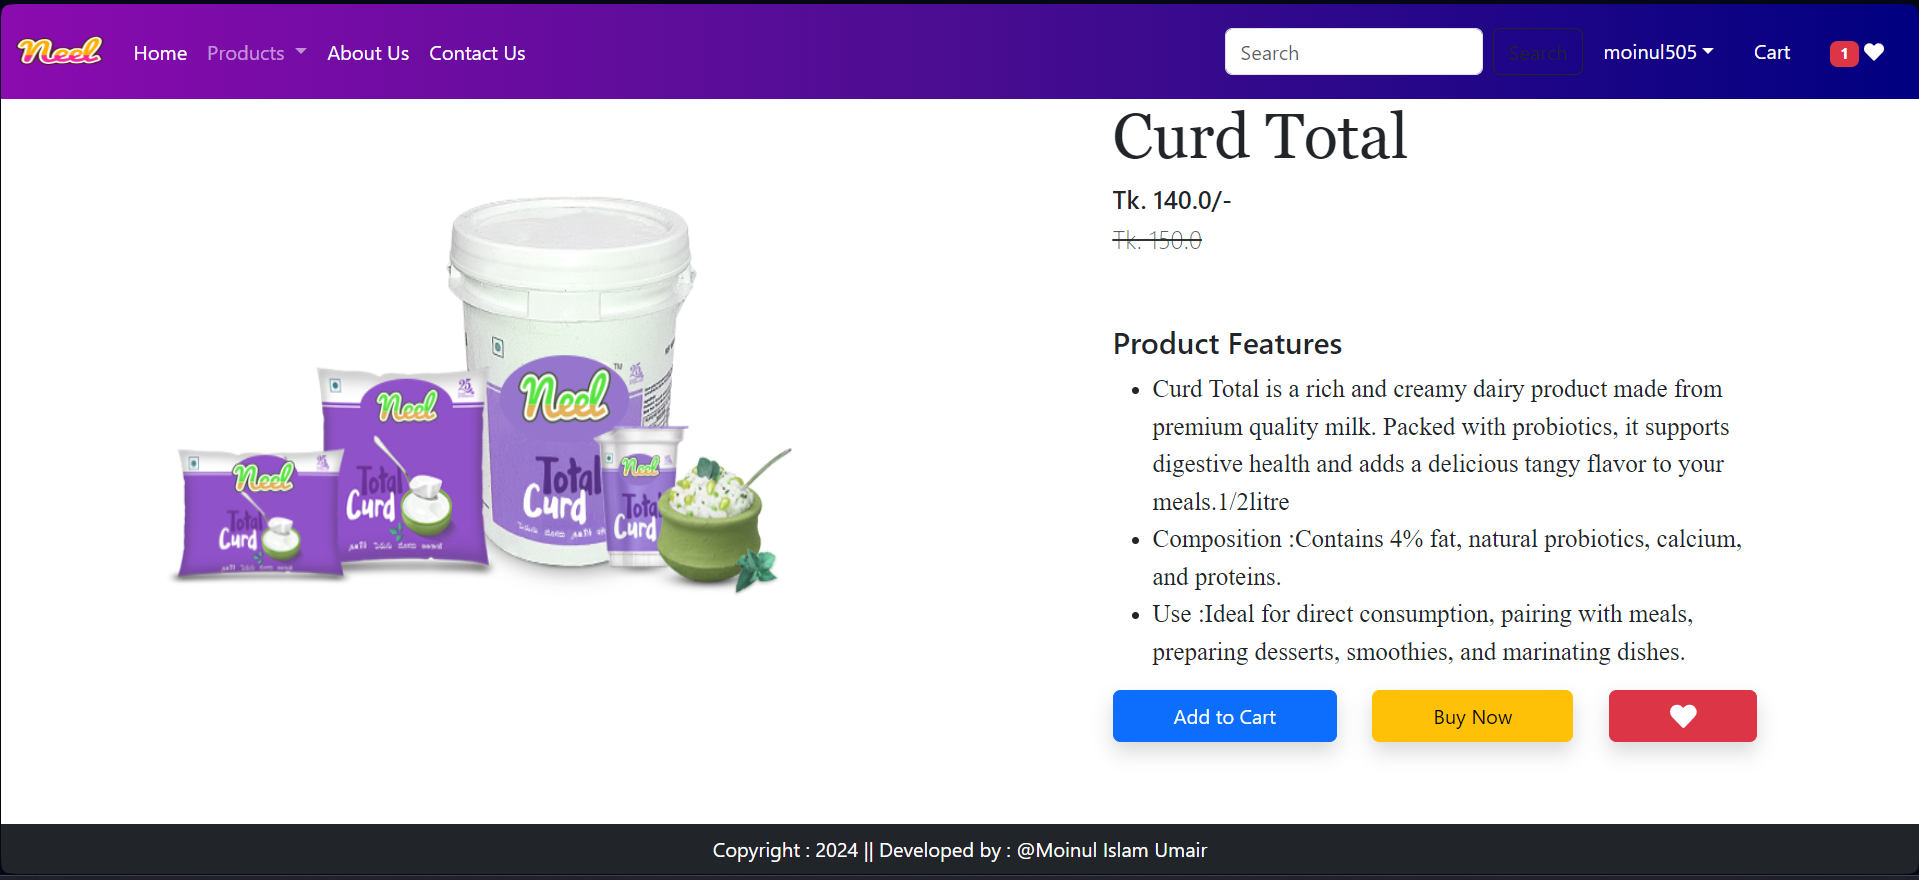 Neel
Home Products About Us Contact Us
Search
Search
moinul505
Cart
1
Curd Total
Tk. 140.0/-
Tk. 150.0
Product Features
Curd Total is a rich and creamy dairy product made from
premium quality milk. Packed with probiotics, it supports
digestive health and adds a delicious tangy flavor to your
meals.1/2litre
Composition :Contains 4% fat, natural probiotics, calcium,
and proteins.
Use :Ideal for direct consumption, pairing with meals,
preparing desserts, smoothies, and marinating dishes.
Add to Cart
Buy Now
Neel
Total
Curd
25
Neel
Total
Curd
TM
25
Neel
Total
Curd
Neel
Total
Curd
Copyright : 2024 || Developed by : @Moinul Islam Umair